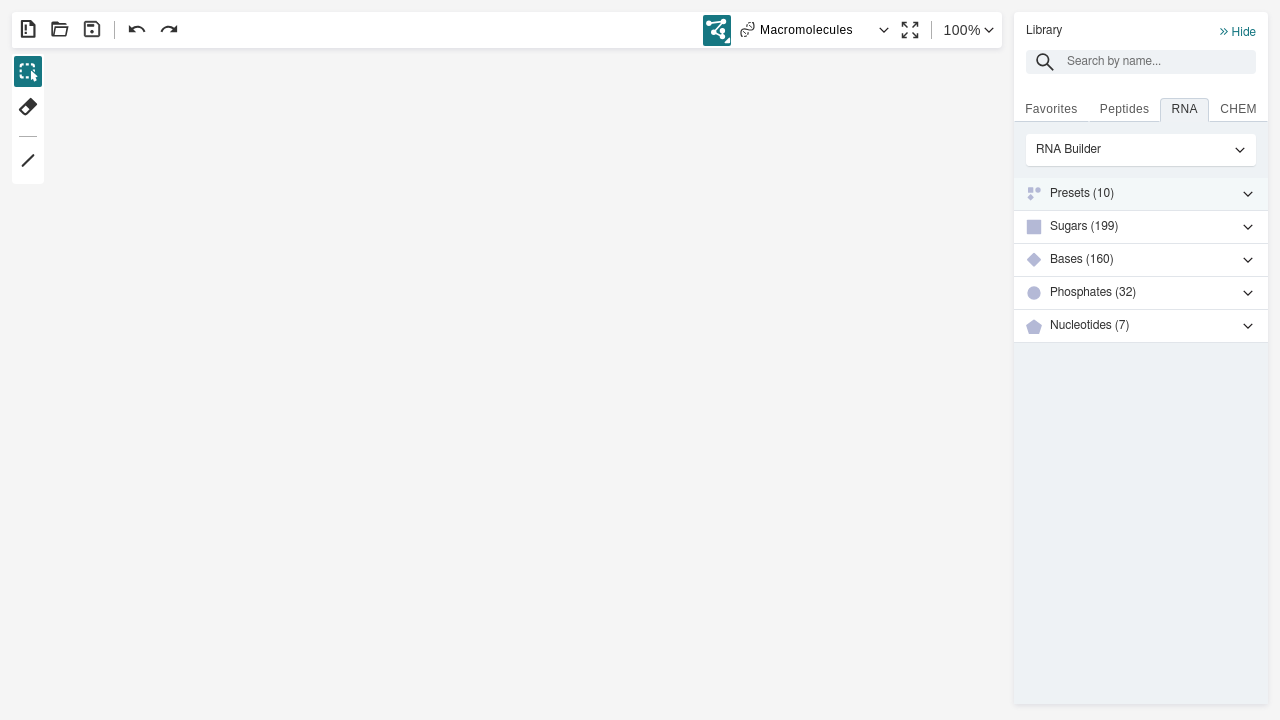 Macromolecules
100%
Library
Hide
Search by name...
Favorites
Peptides
RNA
CHEM
RNA Builder
Presets (10)
Sugars (199)
Bases (160)
Phosphates (32)
Nucleotides (7)